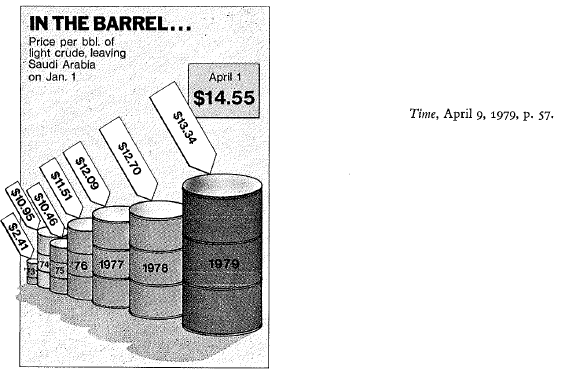 IN THE BARREL...
Price per bbl. of
light crude, leaving
Saudi Arabia
on Jan. 1
April 1
$14.55
$13.34
$12.70
$12.09
$11.51
$10.46
$10.95
$2.41
'73
'74
'75
'76
1977
1978
1979
Time, April 9, 1979, p. 57.